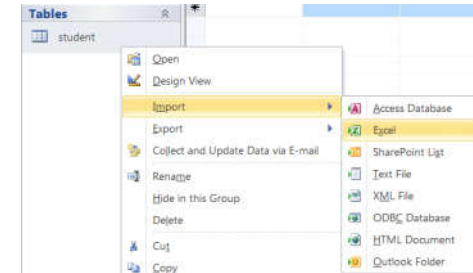 Tables
student
Open
Design View
Import
Export
Collect and Update Data via E-mail
Rename
Hide in this Group
Delete
Cut
Copy
Access Database
Excel
SharePoint List
Text File
XML File
ODBC Database
HTML Document
Outlook Folder